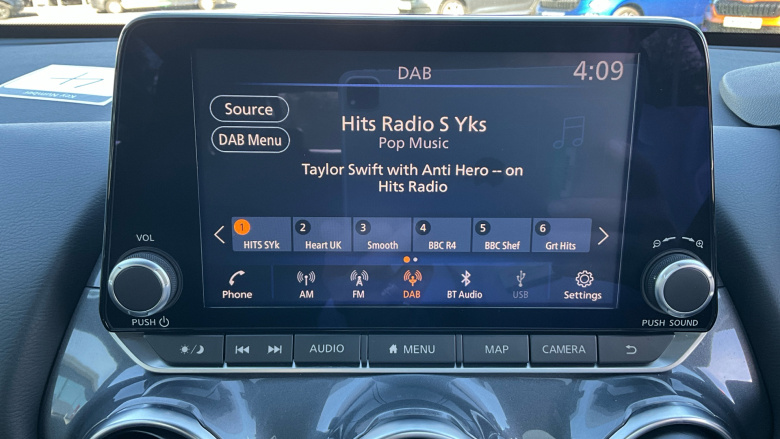 Key Number
DAB 4:09
Source
DAB Menu
Hits Radio S Yks
Pop Music
Taylor Swift with Anti Hero -- on
Hits Radio
1 2 3 4 5 6
HITS SYk Heart UK Smooth BBC R4 BBC Shef Grt Hits
Phone AM FM DAB BT Audio USB Settings
VOL
PUSH
PUSH SOUND
AUDIO MENU MAP CAMERA